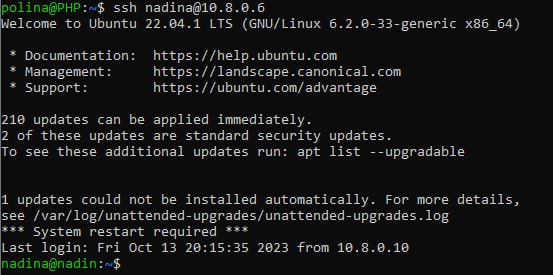 polina@PHP:~$ ssh nadina@10.8.0.6
Welcome to Ubuntu 22.04.1 LTS (GNU/Linux 6.2.0-33-generic x86_64)

 * Documentation:  https://help.ubuntu.com
 * Management:     https://landscape.canonical.com
 * Support:        https://ubuntu.com/advantage

210 updates can be applied immediately.
2 of these updates are standard security updates.
To see these additional updates run: apt list --upgradable


1 updates could not be installed automatically. For more details,
see /var/log/unattended-upgrades/unattended-upgrades.log
*** System restart required ***
Last login: Fri Oct 13 20:15:35 2023 from 10.8.0.10
nadina@nadin:~$